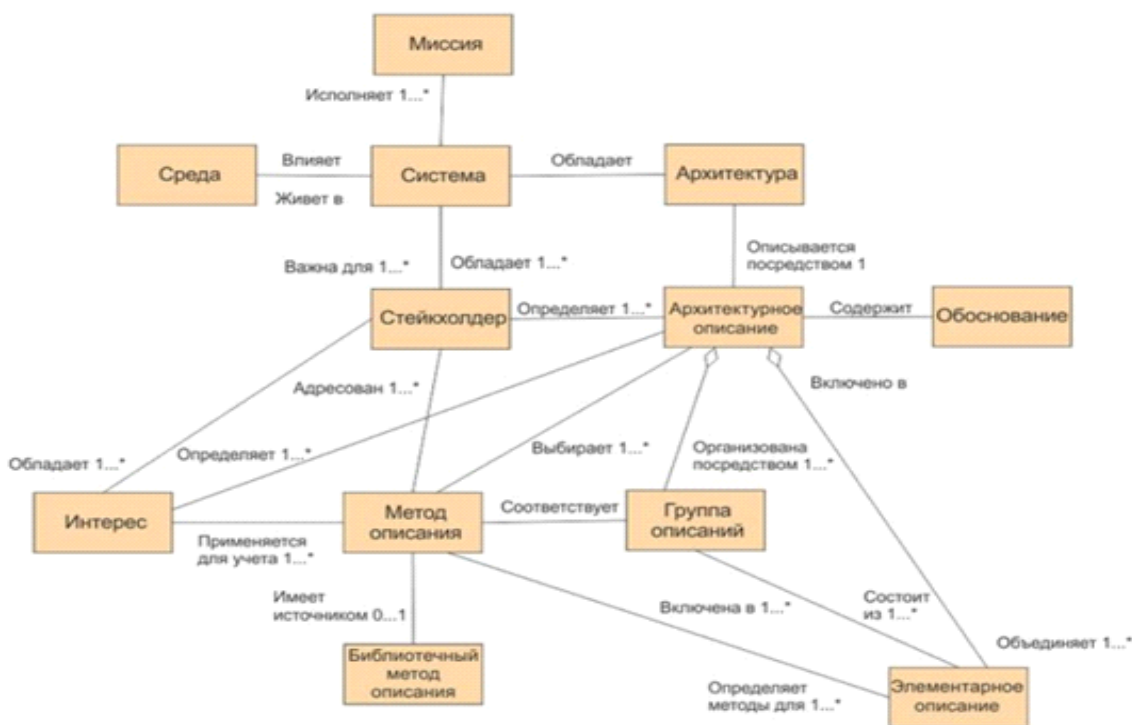 Миссия
Исполняет 1...*
Среда
Влияет
Живет в
Система
Обладает
Архитектура
Важна для 1...*
Обладает 1...*
Описывается
посредством 1
Стейкхолдер
Определяет 1...*
Архитектурное
описание
Содержит
Обоснование
Адресован 1...*
Включено в
Обладает 1...*
Определяет 1...*
Выбирает 1...*
Организована
посредством 1...*
Интерес
Применяется
для учета 1...*
Метод
описания
Соответствует
Группа
описаний
Имеет
источником 0...1
Включена в 1...*
Состоит
из 1...*
Объединяет 1...*
Библиотечный
метод
описания
Определяет
методы для 1...*
Элементарное
описание